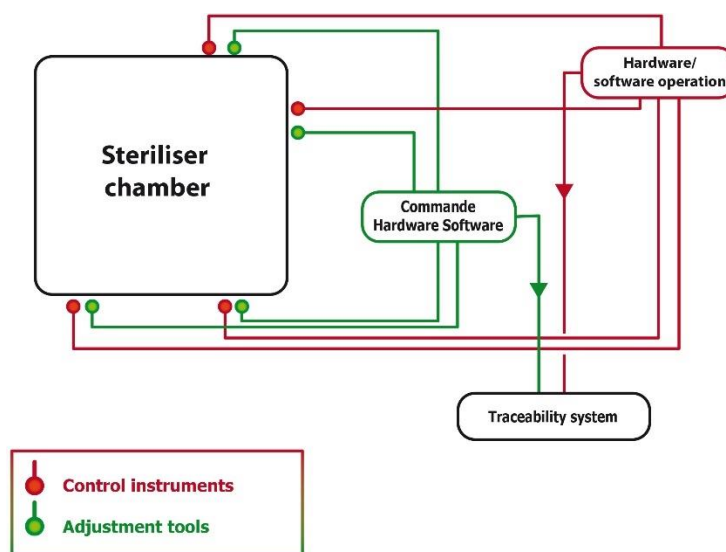 Hardware/
software operation
Steriliser
chamber
Commande
Hardware Software
Traceability system
Control instruments
Adjustment tools